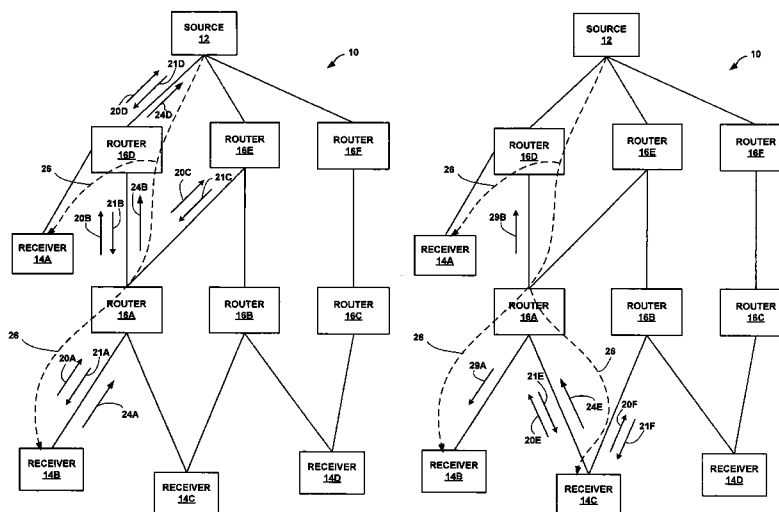 SOURCE
12
10
21D
20D
24D
ROUTER
16D
ROUTER
16E
ROUTER
16F
26
24B
20C
21C
21B
20B
RECEIVER
14A
ROUTER
16A
ROUTER
16B
ROUTER
16C
26
21A
20A
24A
RECEIVER
14B
RECEIVER
14C
RECEIVER
14D
SOURCE
12
10
ROUTER
16D
ROUTER
16E
ROUTER
16F
26
29B
RECEIVER
14A
ROUTER
16A
ROUTER
16B
ROUTER
16C
26
26
29A
21E
24E
20F
20E
21F
RECEIVER
14B
RECEIVER
14C
RECEIVER
14D